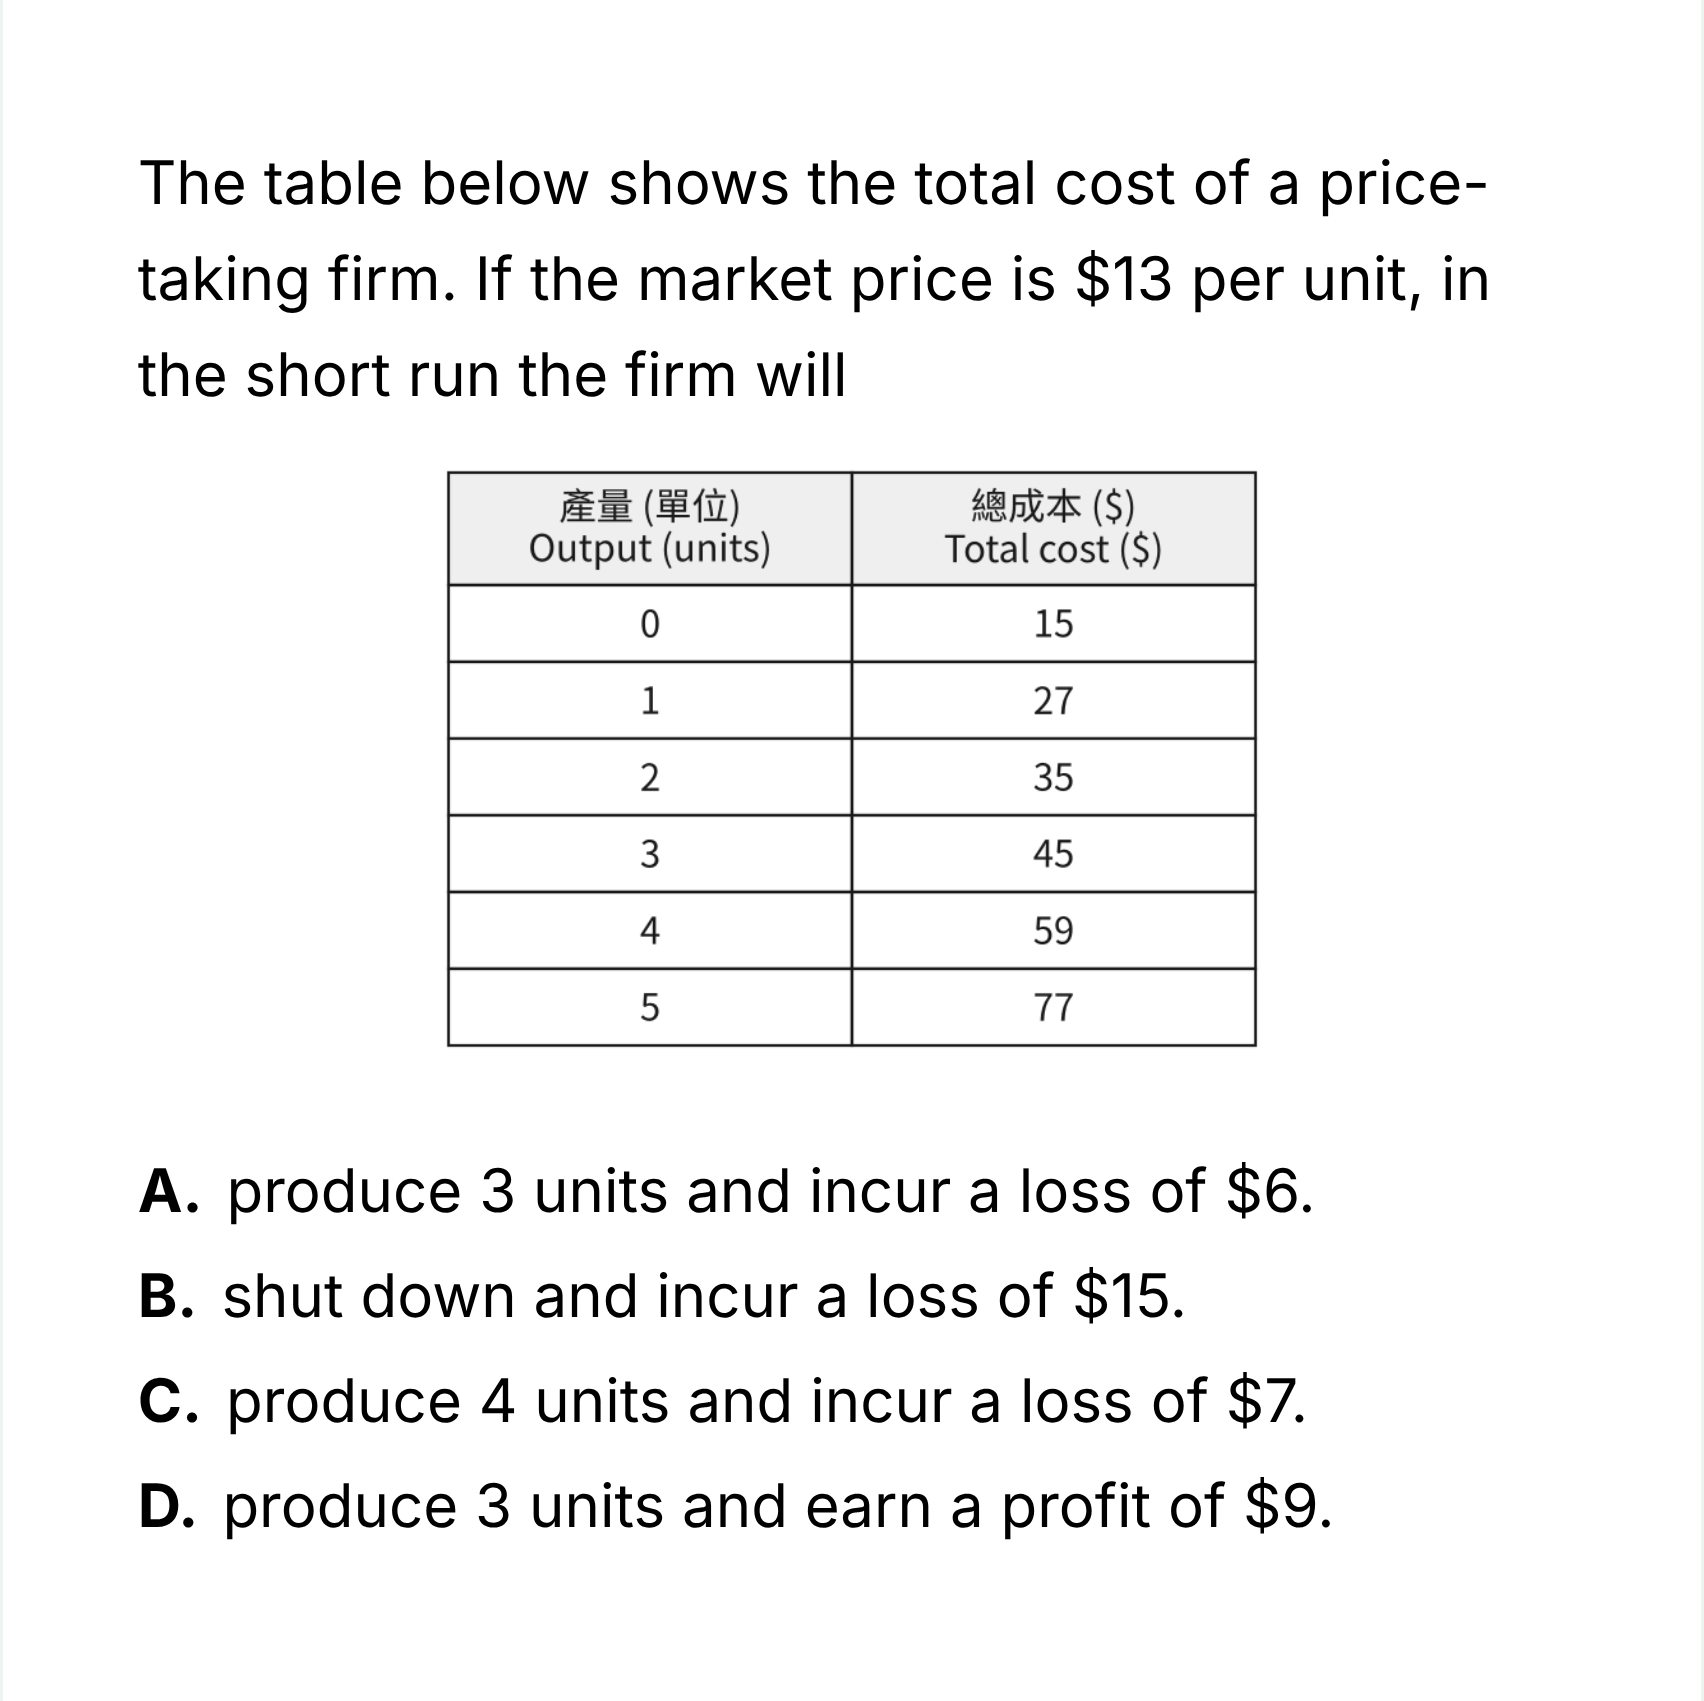 The table below shows the total cost of a price-
taking firm. If the market price is $13 per unit, in
the short run the firm will
產量 (單位) 總成本 ($)
Output (units) Total cost ($)
0 15
1 27
2 35
3 45
4 59
5 77
A. produce 3 units and incur a loss of $6.
B. shut down and incur a loss of $15.
C. produce 4 units and incur a loss of $7.
D. produce 3 units and earn a profit of $9.